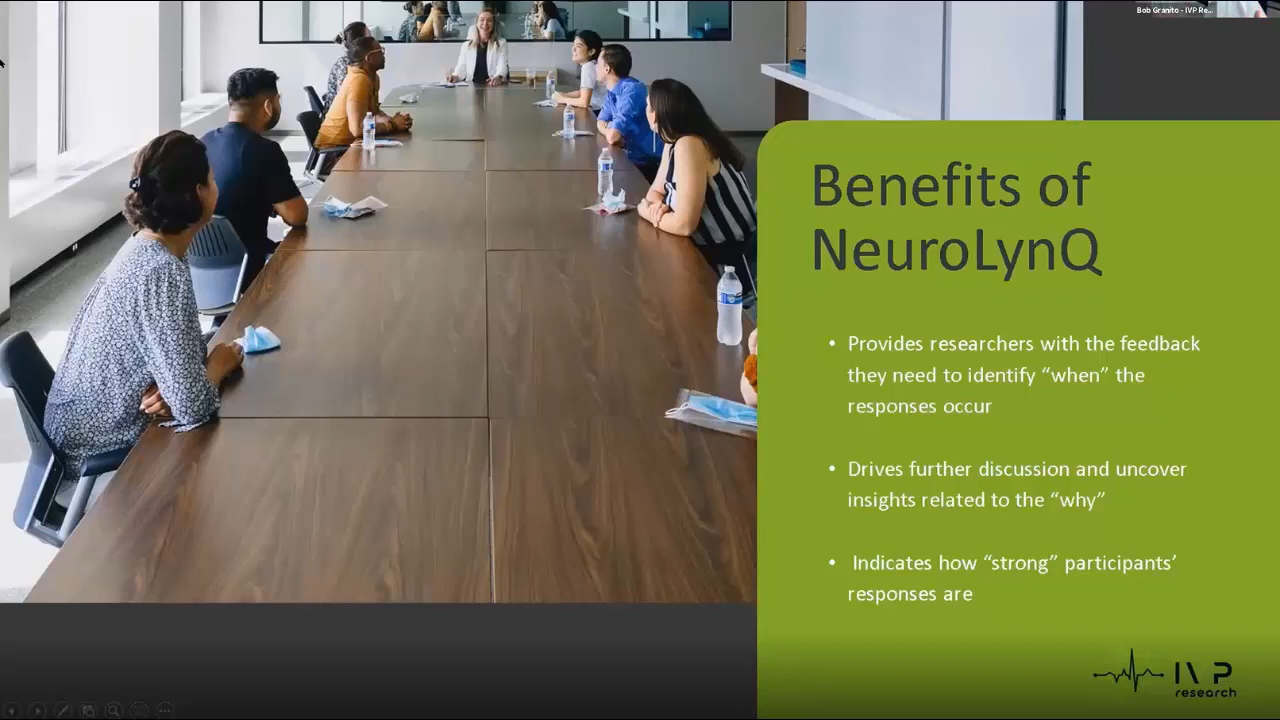 Bob Granito - IVP Re...
Benefits of
NeuroLynQ
• Provides researchers with the feedback
they need to identify “when” the
responses occur
• Drives further discussion and uncover
insights related to the “why”
• Indicates how “strong” participants’
responses are
IVP
research